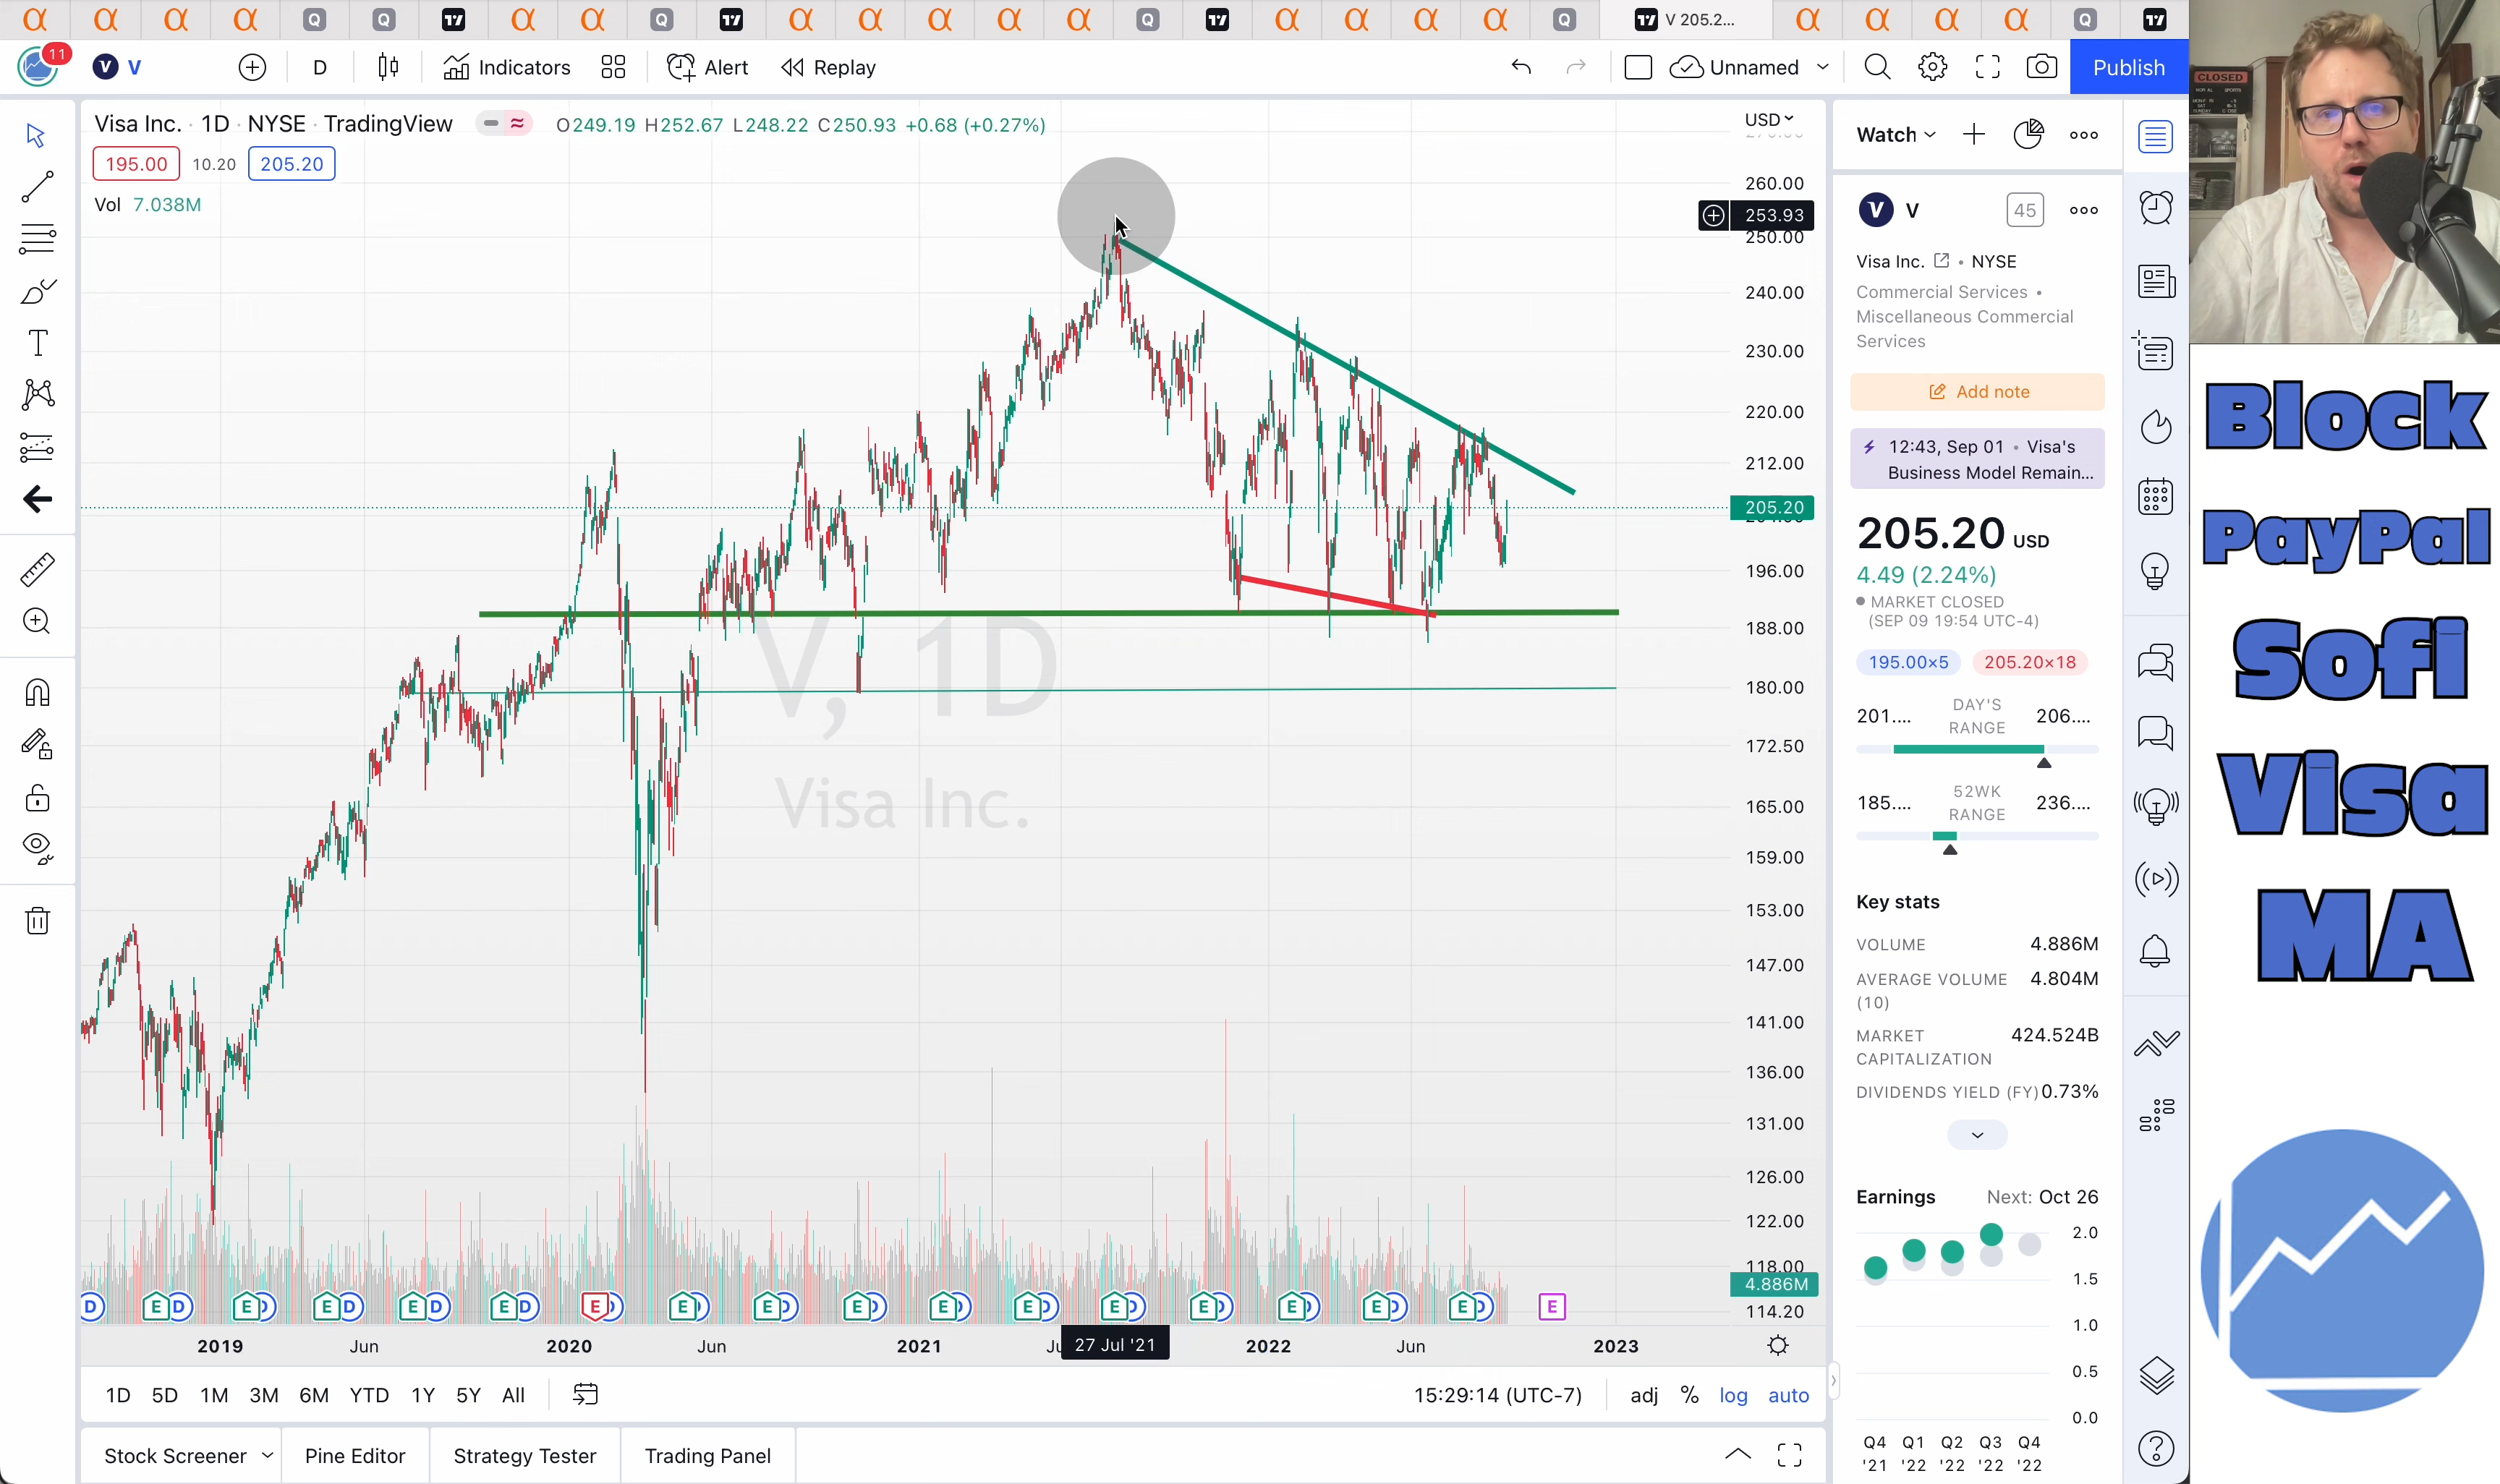 V 205.2...
11
V
D
Indicators
Alert
Replay
Unnamed
Publish
Visa Inc. · 1D · NYSE · TradingView
O249.19 H252.67 L248.22 C250.93 +0.68 (+0.27%)
195.00 10.20 205.20
Vol 7.038M
USD
260.00
253.93
250.00
240.00
230.00
220.00
212.00
205.20
196.00
188.00
180.00
172.50
165.00
159.00
153.00
147.00
141.00
136.00
131.00
126.00
122.00
118.00
4.886M
114.20
V, 1D
Visa Inc.
2019 Jun 2020 Jun 2021 27 Jul '21 2022 Jun 2023
1D 5D 1M 3M 6M YTD 1Y 5Y All
15:29:14 (UTC-7) adj % log auto
Stock Screener Pine Editor Strategy Tester Trading Panel
Watch
V 45
Visa Inc. • NYSE
Commercial Services •
Miscellaneous Commercial
Services
Add note
12:43, Sep 01 • Visa's
Business Model Remain...
205.20 USD
4.49 (2.24%)
MARKET CLOSED
(SEP 09 19:54 UTC-4)
195.00×5 205.20×18
201.... DAY'S RANGE 206....
185.... 52WK RANGE 236....
Key stats
VOLUME 4.886M
AVERAGE VOLUME 4.804M
(10)
MARKET 424.524B
CAPITALIZATION
DIVIDENDS YIELD (FY) 0.73%
Earnings Next: Oct 26
2.0
1.5
1.0
0.5
0.0
Q4 Q1 Q2 Q3 Q4
'21 '22 '22 '22 '22
CLOSED
Block
PayPal
Sofi
Visa
MA